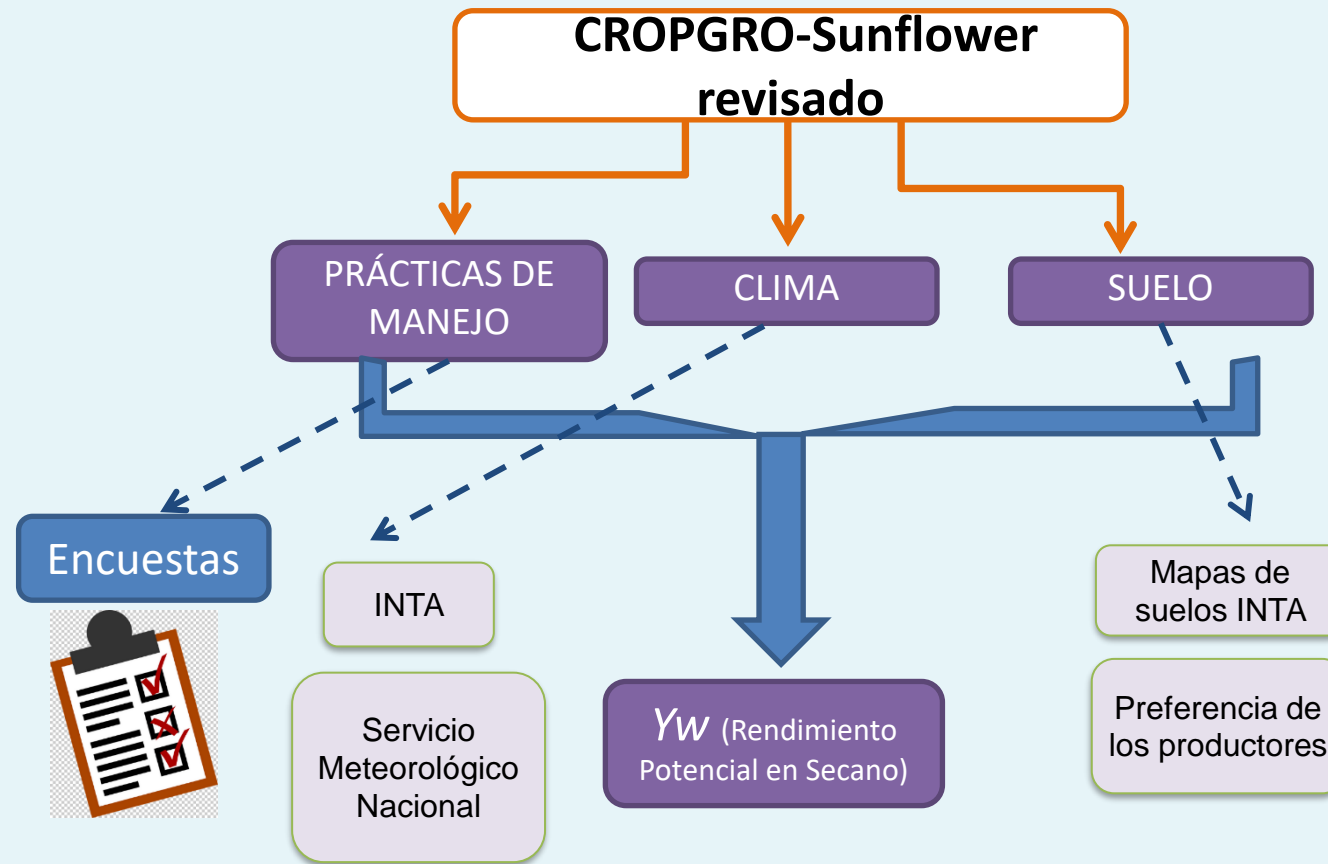 CROPGRO-Sunflower
revisado
PRÁCTICAS DE
MANEJO
CLIMA
SUELO
Encuestas
INTA
Servicio
Meteorológico
Nacional
Yw (Rendimiento
Potencial en Secano)
Mapas de
suelos INTA
Preferencia de
los productores